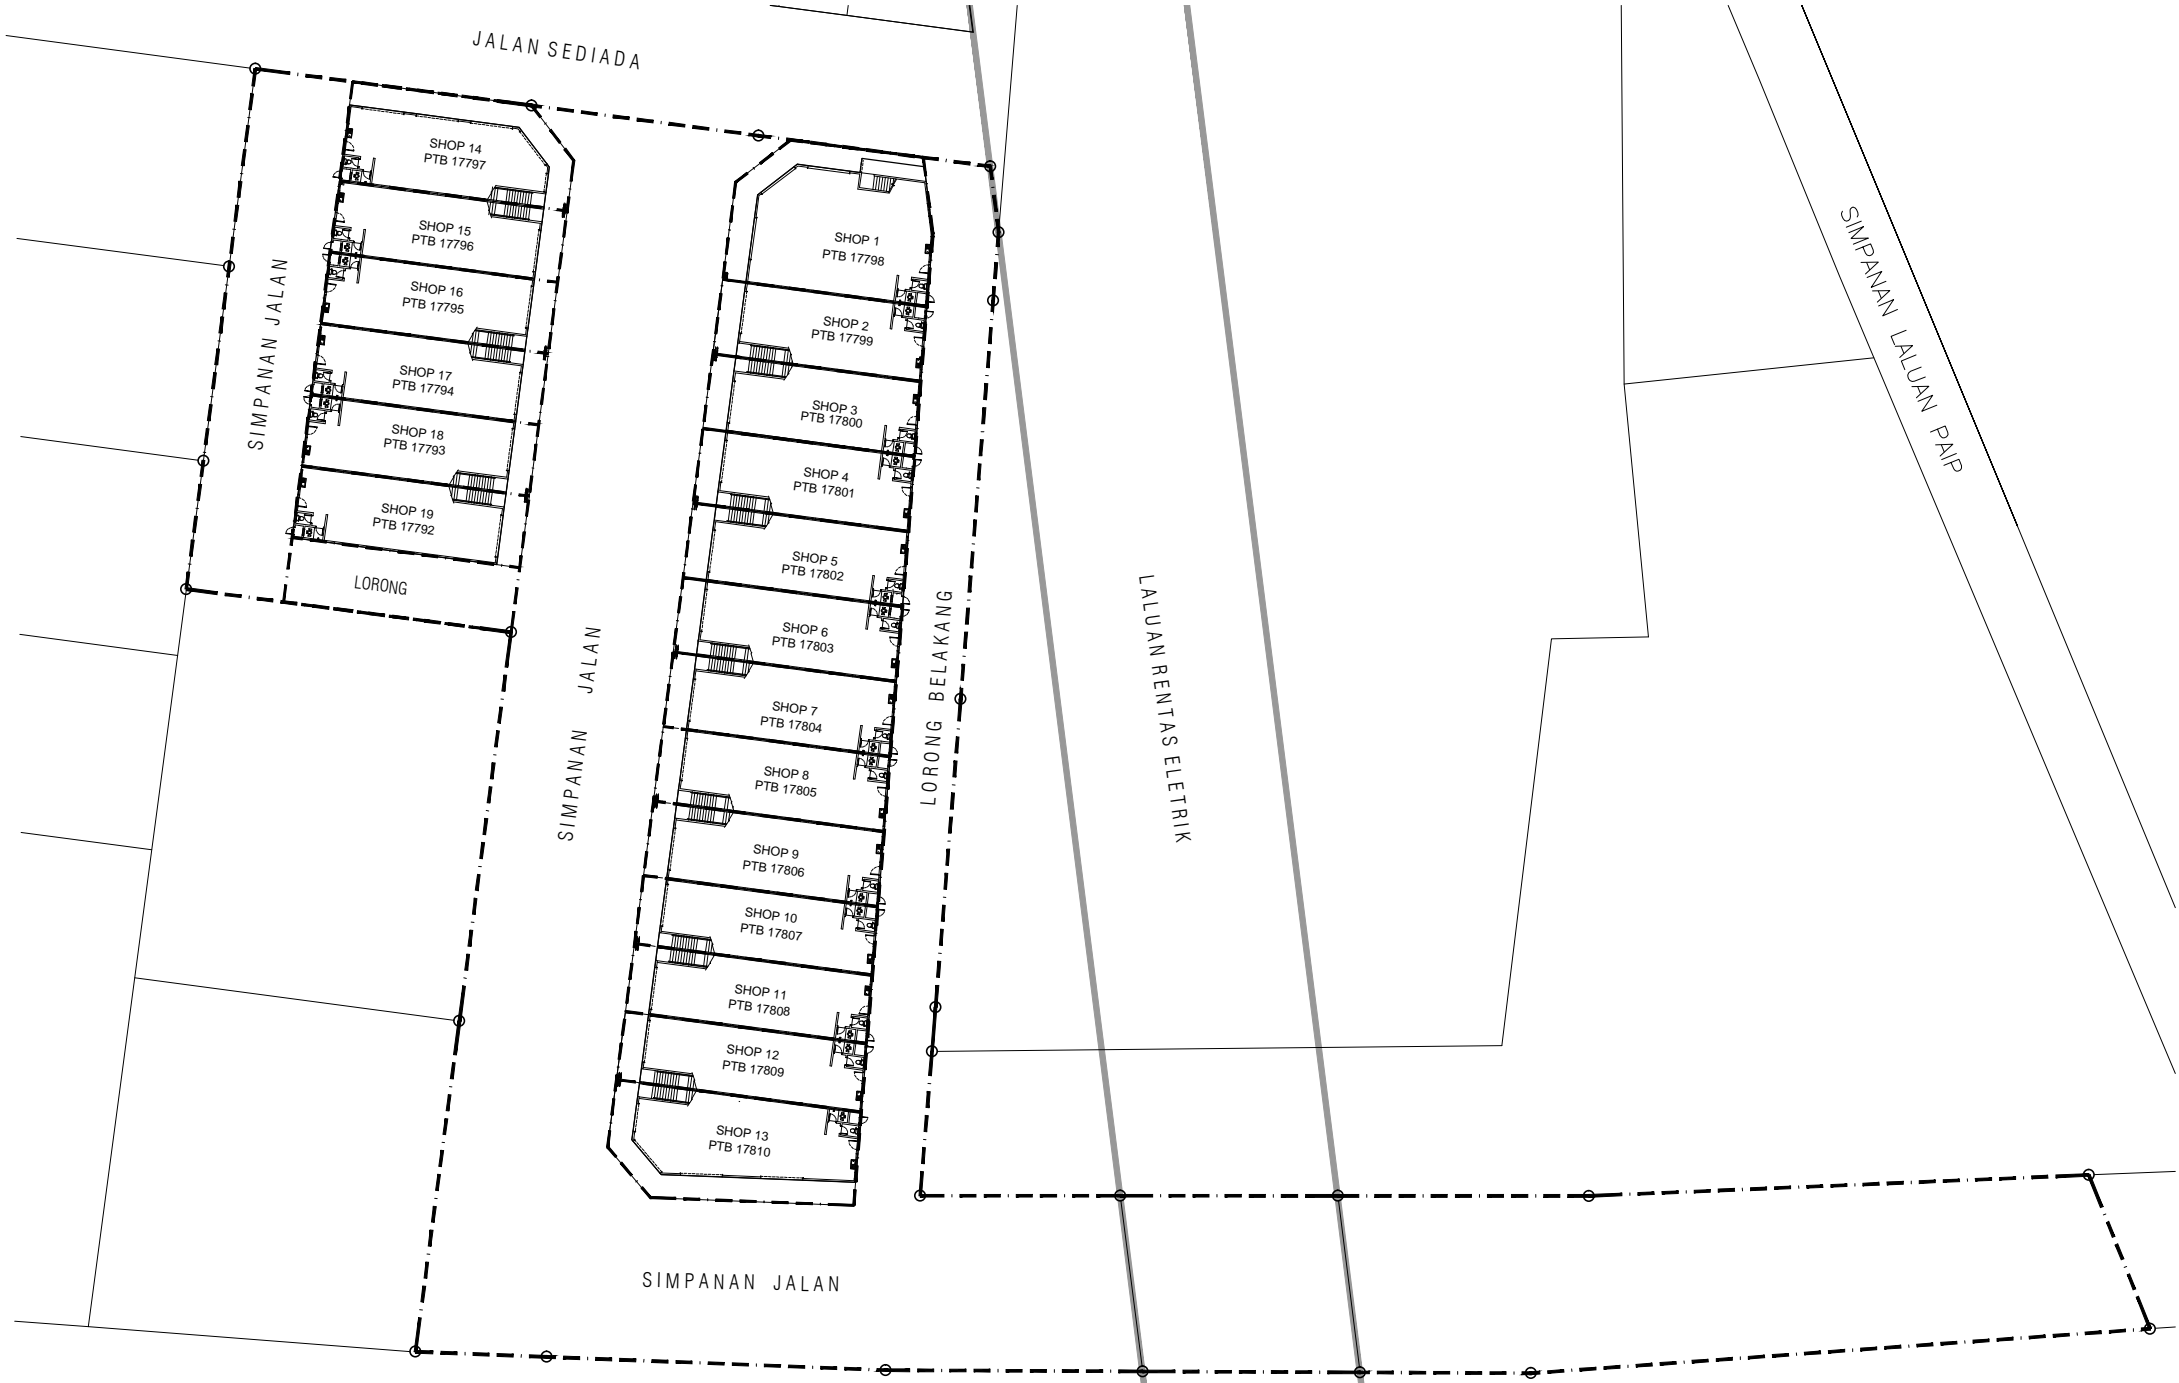 JALAN SEDIADA
SHOP 14
PTB 17797
SHOP 15
PTB 17796
SHOP 16
PTB 17795
SHOP 17
PTB 17794
SHOP 18
PTB 17793
SHOP 19
PTB 17792
LORONG
SIMPANAN JALAN
SIMPANAN JALAN
SHOP 1
PTB 17798
SHOP 2
PTB 17799
SHOP 3
PTB 17800
SHOP 4
PTB 17801
SHOP 5
PTB 17802
SHOP 6
PTB 17803
SHOP 7
PTB 17804
SHOP 8
PTB 17805
SHOP 9
PTB 17806
SHOP 10
PTB 17807
SHOP 11
PTB 17808
SHOP 12
PTB 17809
SHOP 13
PTB 17810
LORONG BELAKANG
LALUAN RENTAS ELETRIK
SIMPANAN LALUAN PAIP
SIMPANAN JALAN